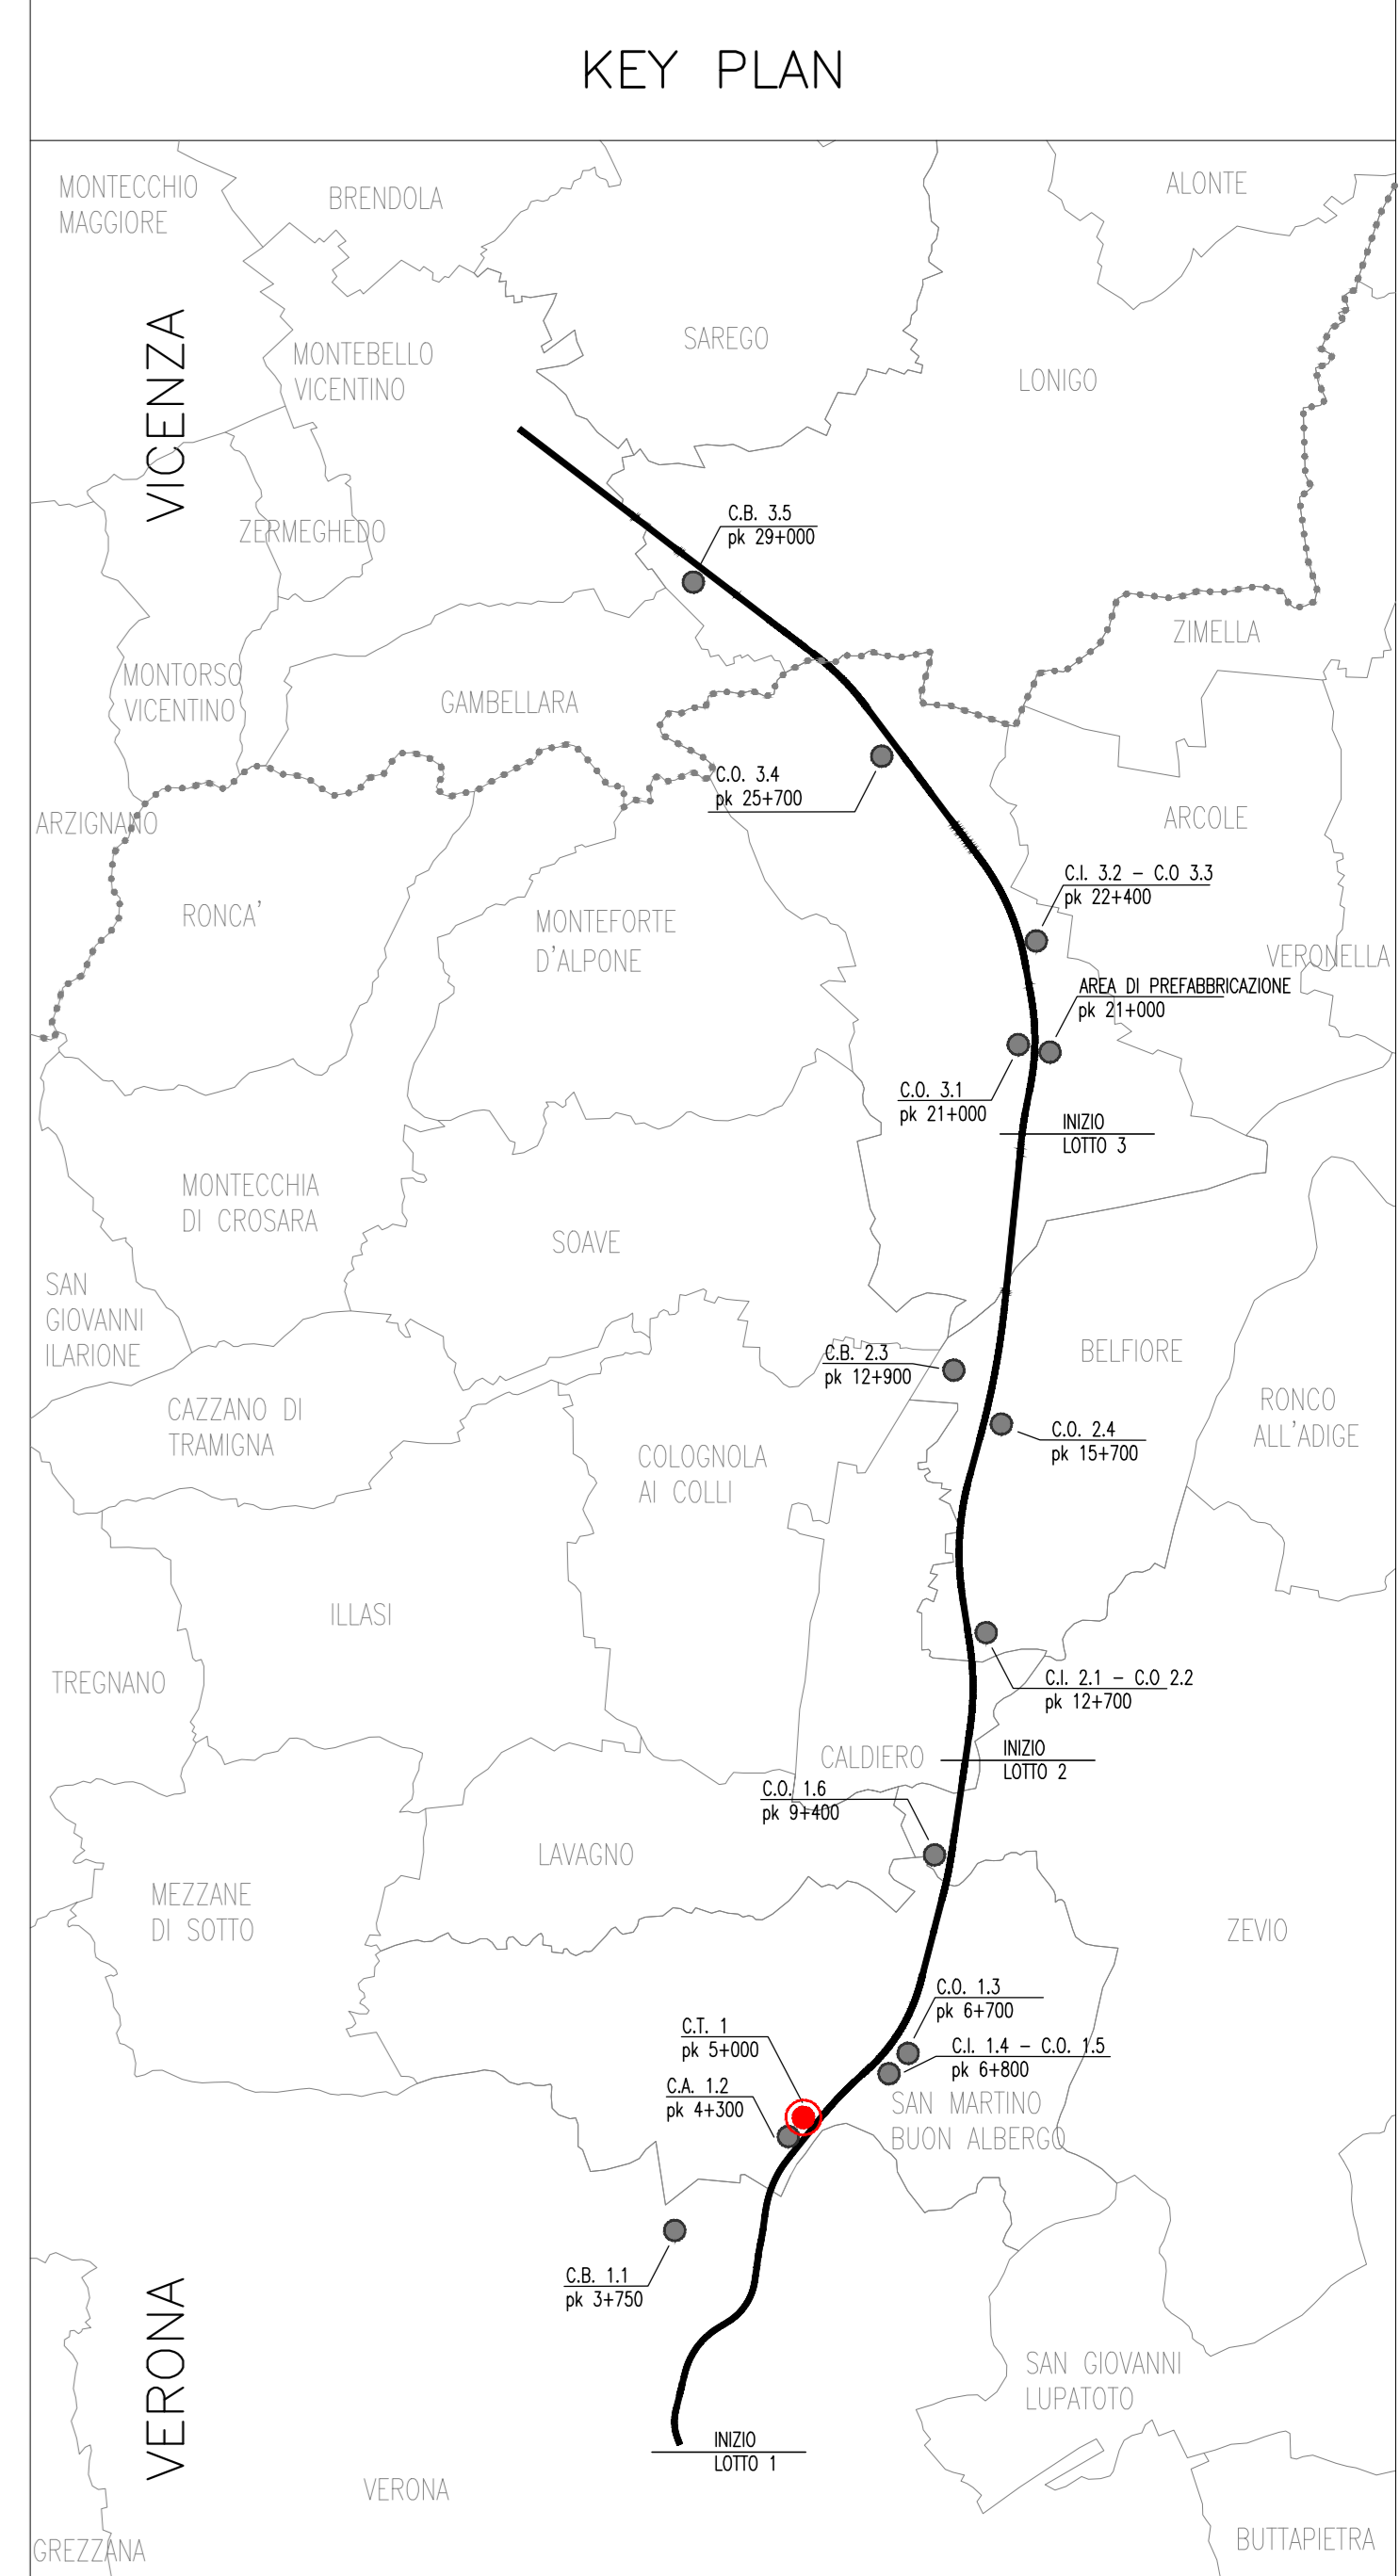 KEY PLAN
MONTECCHIO
MAGGIORE
BRENDOLA
ALONTE
VICENZA
MONTEBELLO
VICENTINO
SAREGO
LONIGO
ZERMEGHEDO
C.B. 3.5
pk 29+000
ZIMELLA
MONTORSO
VICENTINO
GAMBELLARA
C.O. 3.4
pk 25+700
ARZIGNANO
ARCOLE
RONCA'
MONTEFORTE
D'ALPONE
C.I. 3.2 - C.O 3.3
pk 22+400
VERONELLA
AREA DI PREFABBRICAZIONE
pk 21+000
C.O. 3.1
pk 21+000
INIZIO
LOTTO 3
MONTECCHIA
DI CROSARA
SOAVE
SAN
GIOVANNI
ILARIONE
C.B. 2.3
pk 12+900
BELFIORE
CAZZANO DI
TRAMIGNA
RONCO
ALL'ADIGE
C.O. 2.4
pk 15+700
COLOGNOLA
AI COLLI
ILLASI
TREGNANO
C.I. 2.1 - C.O 2.2
pk 12+700
CALDIERO
INIZIO
LOTTO 2
C.O. 1.6
pk 9+400
LAVAGNO
MEZZANE
DI SOTTO
ZEVIO
C.O. 1.3
pk 6+700
C.T. 1
pk 5+000
C.I. 1.4 - C.O. 1.5
pk 6+800
C.A. 1.2
pk 4+300
SAN MARTINO
BUON ALBERGO
C.B. 1.1
pk 3+750
VERONA
SAN GIOVANNI
LUPATOTO
INIZIO
LOTTO 1
VERONA
GREZZANA
BUTTAPIETRA